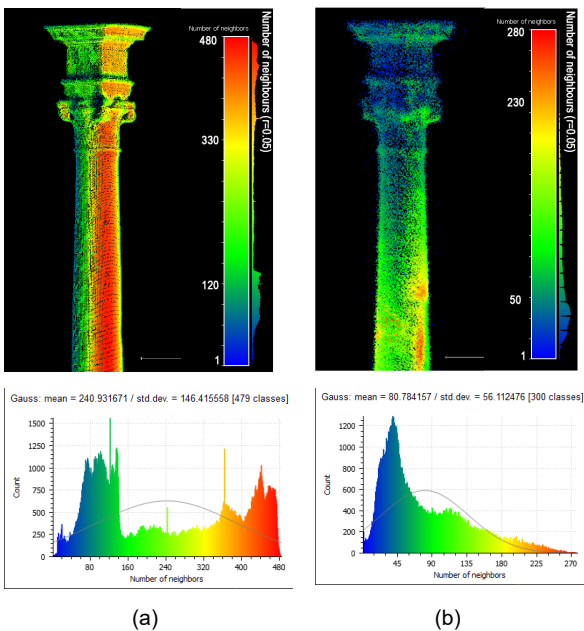 Number of neighbors
480
330
120
1
Number of neighbours (r=0.05)
Number of neighbors
280
230
50
1
Number of neighbours (r=0.05)
Gauss: mean = 240.931671 / std.dev. = 146.415558 [479 classes]
1500
1250
1000
750
500
250
0
Count
80 160 240 320 400 480
Number of neighbors
Gauss: mean = 80.784157 / std.dev. = 56.112476 [300 classes]
1200
1000
800
600
400
200
0
Count
45 90 135 180 225 270
Number of neighbors
(a)
(b)